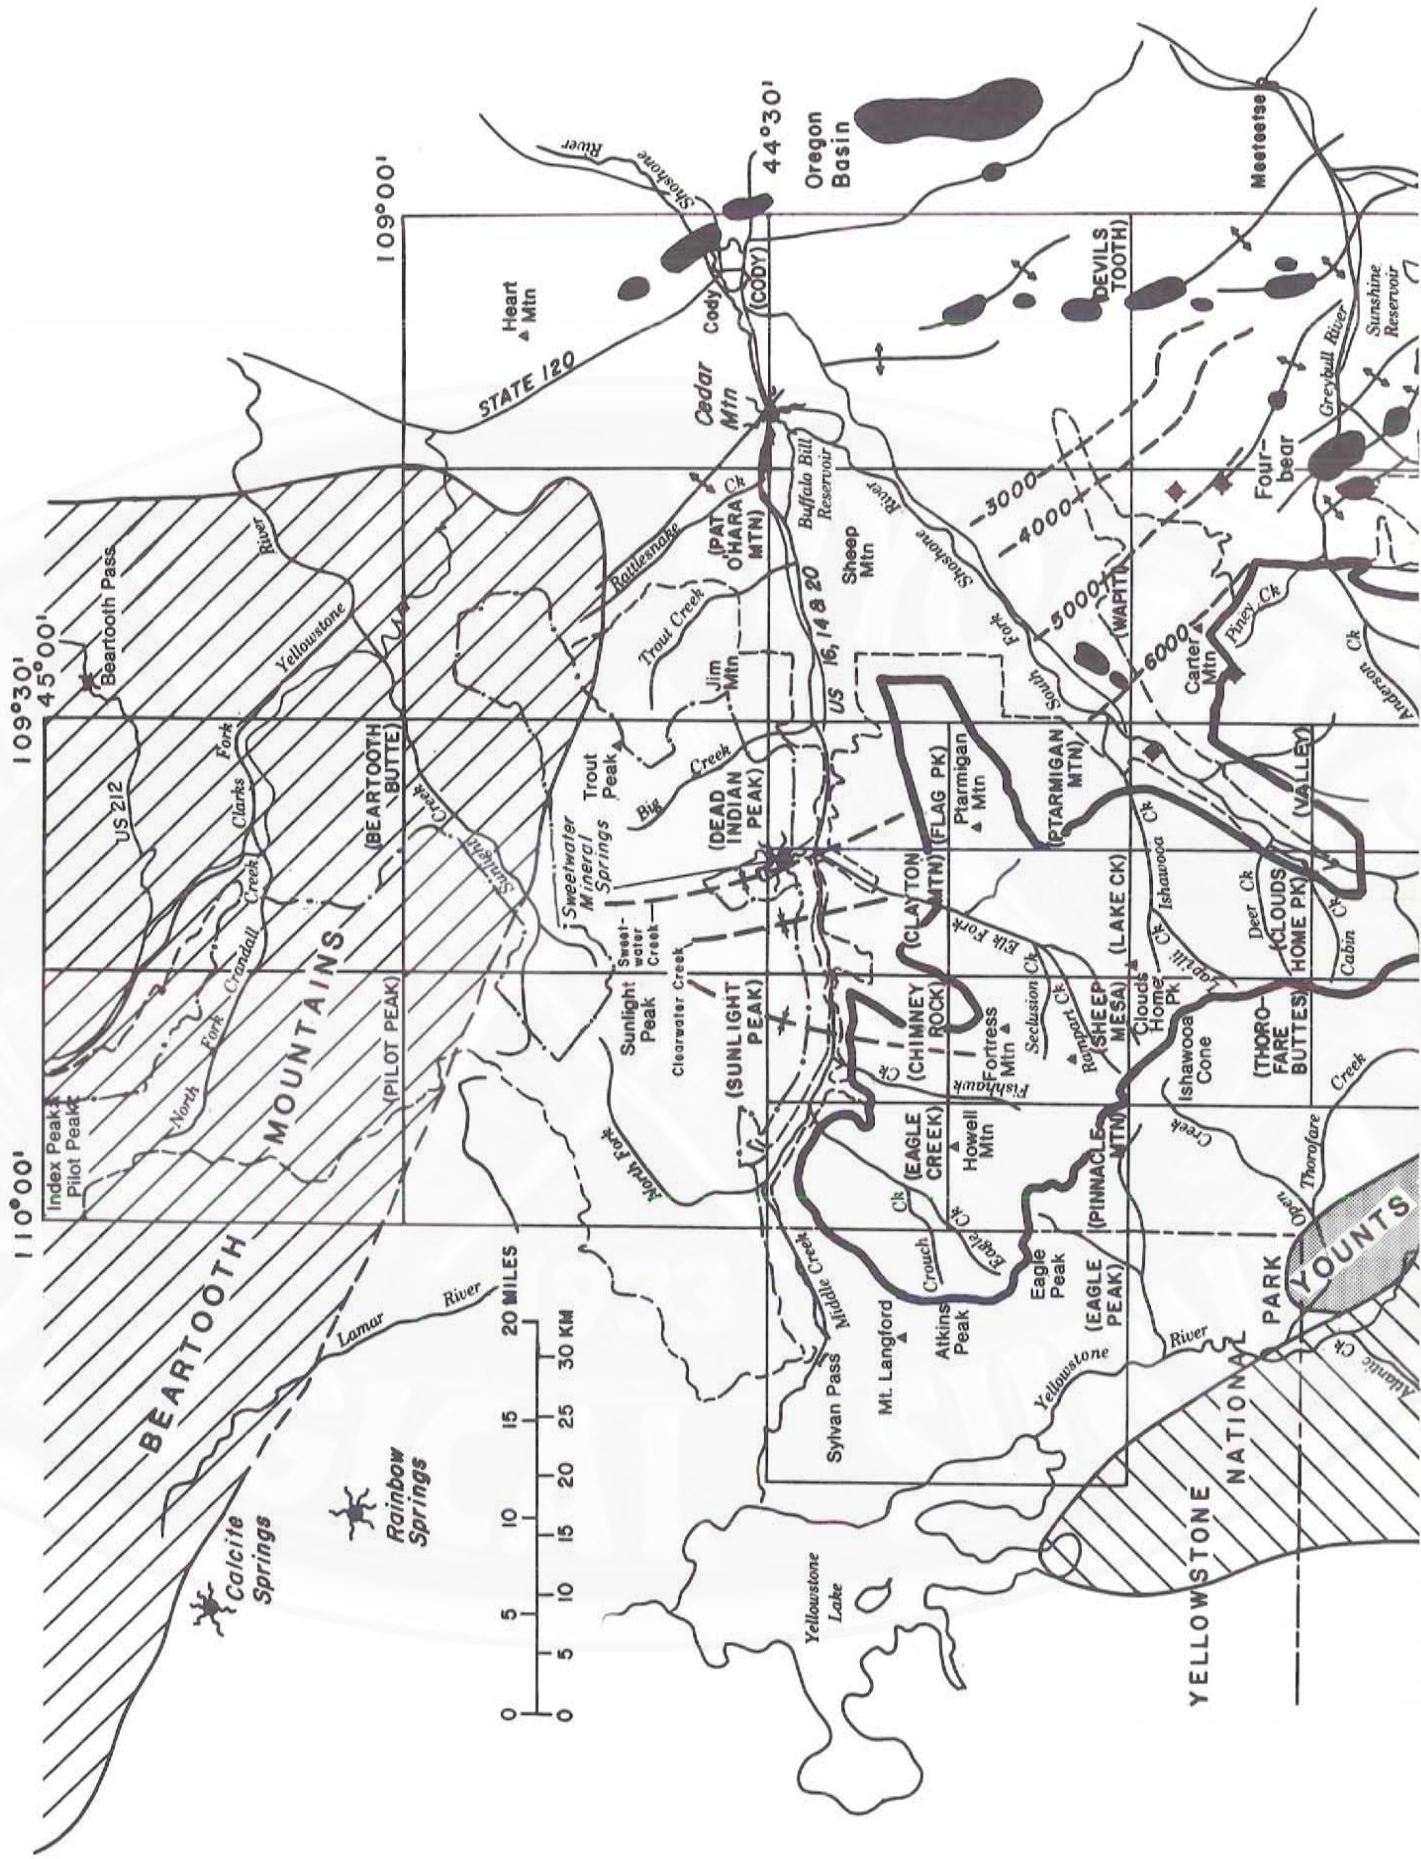 110°00'
109°30'
45°00'
109°00'
44°30'
Index Peak
Pilot Peak
Beartooth Pass
US 212
BEARTOOTH
MOUNTAINS
Clarks
Fork
Yellowstone
River
Crandall
Creek
North
Fork
(BEARTOOTH
BUTTE)
(PILOT PEAK)
Sunlight
Creek
Lamar
River
Calcite
Springs
Rainbow
Springs
0 5 10 15 20 MILES
0 5 10 15 20 25 30 KM
STATE 120
Heart
Mtn
Shoshone
River
Cody
(CODY)
Cedar
Mtn
Oregon
Basin
Rattlesnake
Ck
(PAT
O'HARA
MTN)
Trout Creek
Jim
Mtn
Trout
Peak
Big
Creek
(DEAD
INDIAN
PEAK)
Sweetwater
Mineral
Springs
Sweet-
water
Creek
Clearwater Creek
Sunlight
Peak
(SUNLIGHT
PEAK)
North Fork
Buffalo Bill
Reservoir
Sheep
Mtn
US 16, 14 & 20
South
Fork
Shoshone
River
3000
4000
5000
6000
(DEVILS
TOOTH)
(WAPITI)
Meeteetse
Sunshine
Reservoir
Greybull River
Four-
bear
Carter
Mtn
Piney Ck
Anderson
Ck
(VALLEY)
(FLAG PK)
Ptarmigan
Mtn
(PTARMIGAN
MTN)
(CLAYTON
MTN)
Elk Fork
(LAKE CK)
Ishawooa
Ck
Deer Ck
(CLOUDS
HOME PK)
Cabin
Ck
Lapilli
Ck
Clouds
Home
Pk
(CHIMNEY
ROCK)
Seclusion Ck
Rampart Ck
(SHEEP
MESA)
Fortress
Mtn
Fishhawk
Ck
Ishawooa
Cone
(THORO-
FARE
BUTTES)
(EAGLE
CREEK)
Howell
Mtn
(PINNACLE
MTN)
Crouch
Ck
Eagle
Ck
Eagle
Peak
(EAGLE
PEAK)
Middle Creek
Sylvan Pass
Mt. Langford
Atkins
Peak
Open
Creek
Thorofare
Creek
YOUNTS
Atlantic
Ck
Yellowstone
River
Yellowstone
Lake
YELLOWSTONE
NATIONAL
PARK